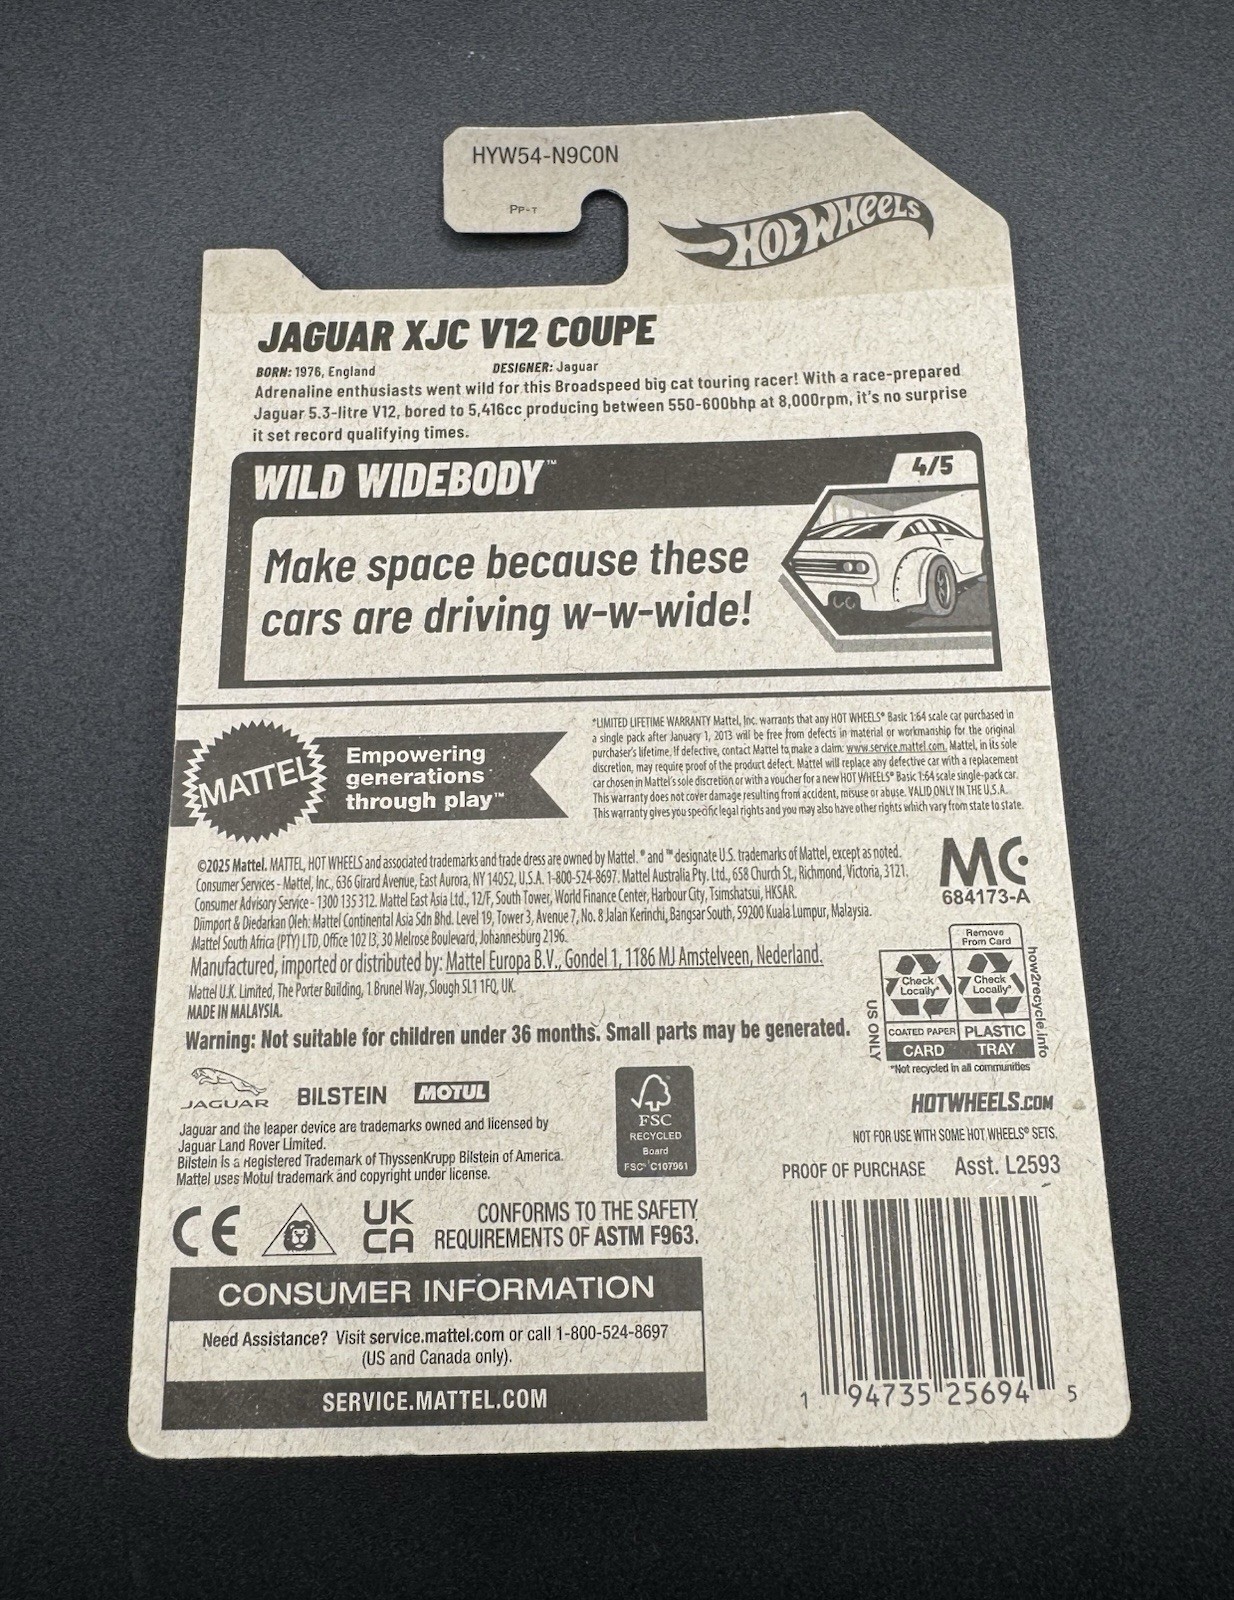 HYW54-N9C0N
PP-T
HOT WHEELS
JAGUAR XJC V12 COUPE
BORN: 1976, England DESIGNER: Jaguar
Adrenaline enthusiasts went wild for this Broadspeed big cat touring racer! With a race-prepared
Jaguar 5.3-litre V12, bored to 5,416cc producing between 550-600bhp at 8,000rpm, it's no surprise
it set record qualifying times.
WILD WIDEBODY™ 4/5
Make space because these
cars are driving w-w-wide!
MATTEL
Empowering
generations
through play™
*LIMITED LIFETIME WARRANTY Mattel, Inc. warrants that any HOT WHEELS® Basic 1:64 scale car purchased in
a single pack after January 1, 2013 will be free from defects in material or workmanship for the original
purchaser's lifetime. If defective, contact Mattel to make a claim: www.service.mattel.com. Mattel, in its sole
discretion, may require proof of the product defect. Mattel will replace any defective car with a replacement
car chosen in Mattel's sole discretion or with a voucher for a new HOT WHEELS® Basic 1:64 scale single-pack car.
This warranty does not cover damage resulting from accident, misuse or abuse. VALID ONLY IN THE U.S.A.
This warranty gives you specific legal rights and you may also have other rights which vary from state to state.
©2025 Mattel. MATTEL, HOT WHEELS and associated trademarks and trade dress are owned by Mattel. ® and ™ designate U.S. trademarks of Mattel, except as noted.
Consumer Services - Mattel, Inc., 636 Girard Avenue, East Aurora, NY 14052, U.S.A. 1-800-524-8697. Mattel Australia Pty. Ltd., 658 Church St., Richmond, Victoria, 3121.
Consumer Advisory Service - 1300 135 312. Mattel East Asia Ltd., 12/F, South Tower, World Finance Center, Harbour City, Tsimshatsui, HKSAR.
Diimport & Diedarkan Oleh: Mattel Continental Asia Sdn Bhd. Level 19, Tower 3, Avenue 7, No. 8 Jalan Kerinchi, Bangsar South, 59200 Kuala Lumpur, Malaysia.
Mattel South Africa (PTY) LTD, Office 102 I3, 30 Melrose Boulevard, Johannesburg 2196.
Manufactured, imported or distributed by: Mattel Europa B.V., Gondel 1, 1186 MJ Amstelveen, Nederland.
Mattel U.K. Limited, The Porter Building, 1 Brunel Way, Slough SL1 1FQ, UK.
MADE IN MALAYSIA.
Warning: Not suitable for children under 36 months. Small parts may be generated.
MC
684173-A
Remove
From Card
Check
Locally*
Check
Locally*
COATED PAPER PLASTIC
CARD TRAY
US ONLY
how2recycle.info
*Not recycled in all communities
JAGUAR BILSTEIN MOTUL
Jaguar and the leaper device are trademarks owned and licensed by
Jaguar Land Rover Limited.
Bilstein is a Registered Trademark of ThyssenKrupp Bilstein of America.
Mattel uses Motul trademark and copyright under license.
FSC
RECYCLED
Board
FSC® C107961
HOTWHEELS.COM
NOT FOR USE WITH SOME HOT WHEELS® SETS.
PROOF OF PURCHASE Asst. L2593
CE UK
CA
CONFORMS TO THE SAFETY
REQUIREMENTS OF ASTM F963.
CONSUMER INFORMATION
Need Assistance? Visit service.mattel.com or call 1-800-524-8697
(US and Canada only).
SERVICE.MATTEL.COM
1 94735 25694 5